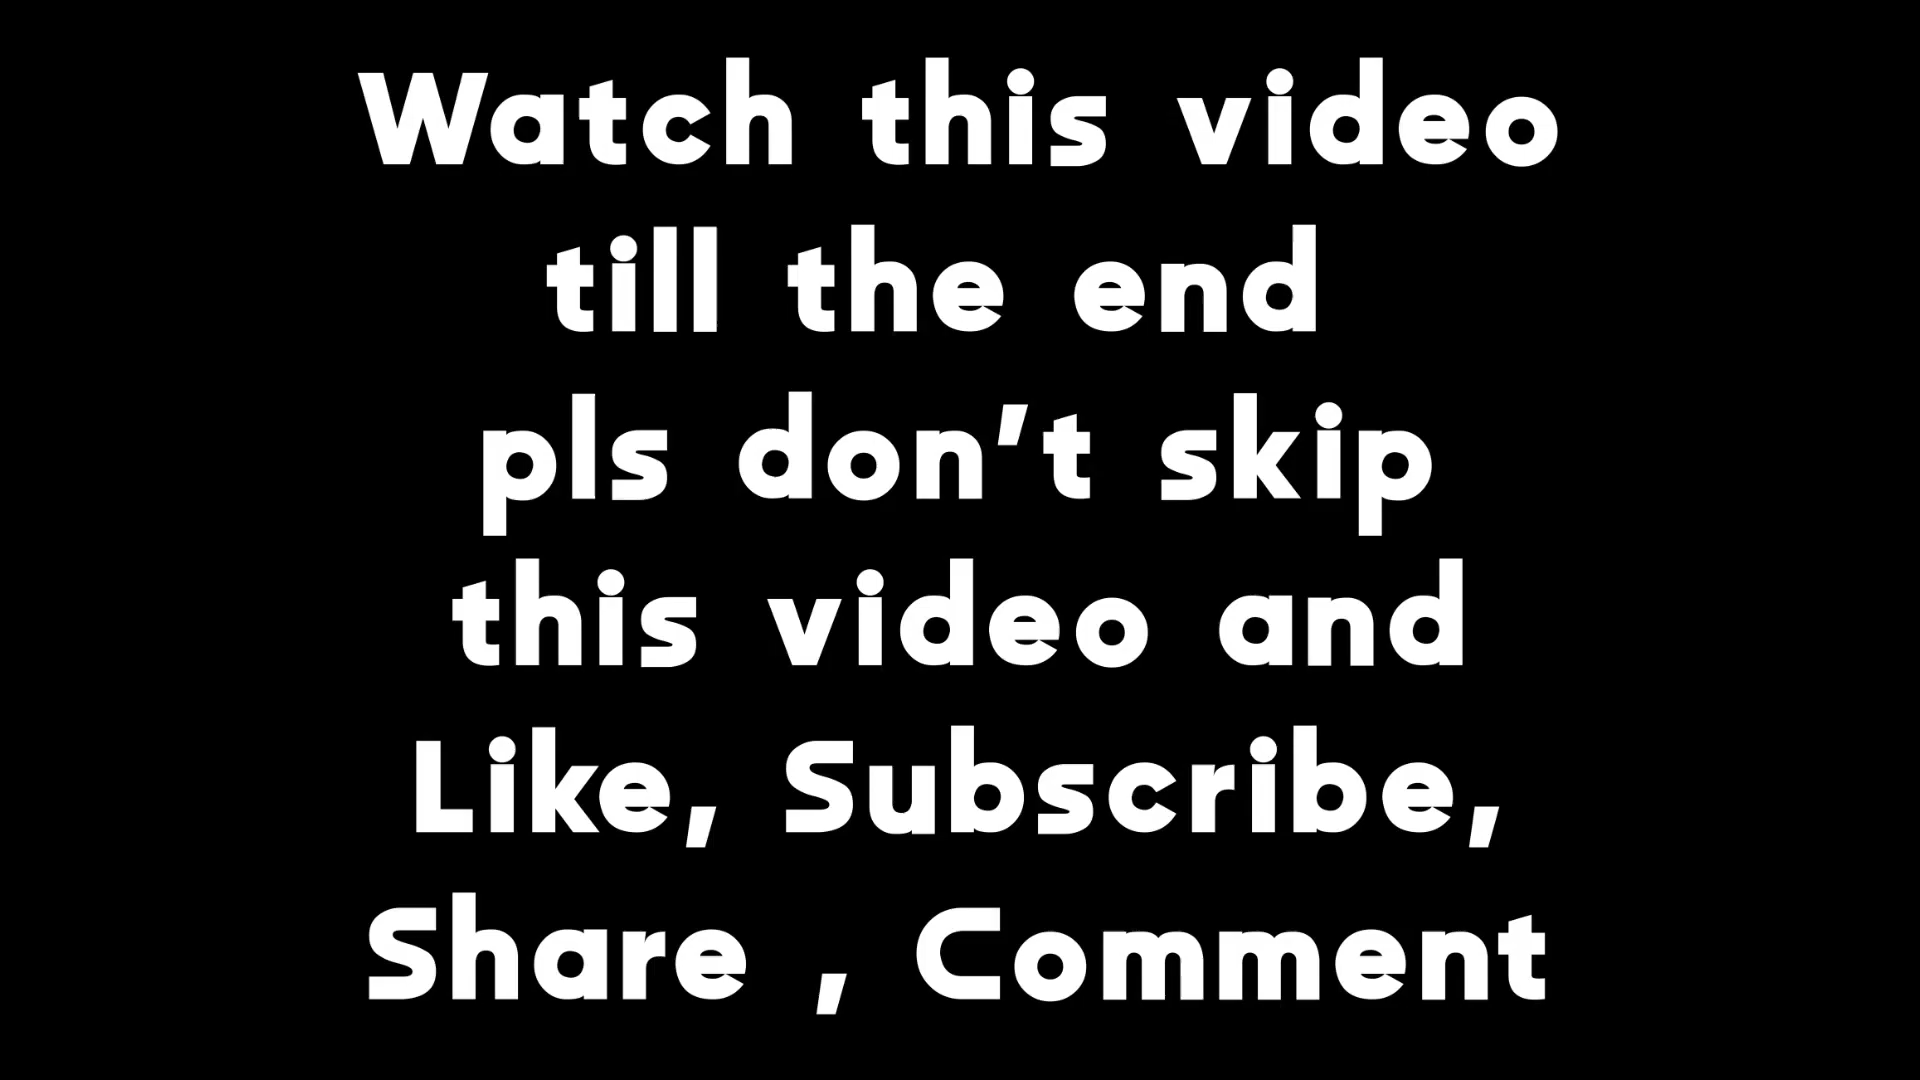 Watch this video
till the end
pls don’t skip
this video and
Like, Subscribe,
Share , Comment